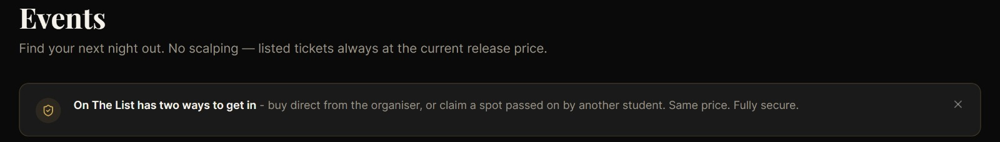 Events
Find your next night out. No scalping — listed tickets always at the current release price.
On The List has two ways to get in - buy direct from the organiser, or claim a spot passed on by another student. Same price. Fully secure.